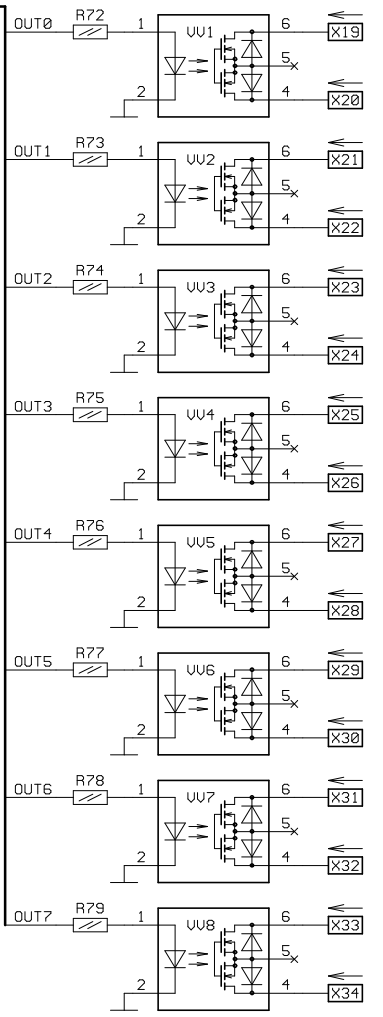 OUT0 R72 1 VV1 6 X19
5
2 4 X20
OUT1 R73 1 VV2 6 X21
5
2 4 X22
OUT2 R74 1 VV3 6 X23
5
2 4 X24
OUT3 R75 1 VV4 6 X25
5
2 4 X26
OUT4 R76 1 VV5 6 X27
5
2 4 X28
OUT5 R77 1 VV6 6 X29
5
2 4 X30
OUT6 R78 1 VV7 6 X31
5
2 4 X32
OUT7 R79 1 VV8 6 X33
5
2 4 X34